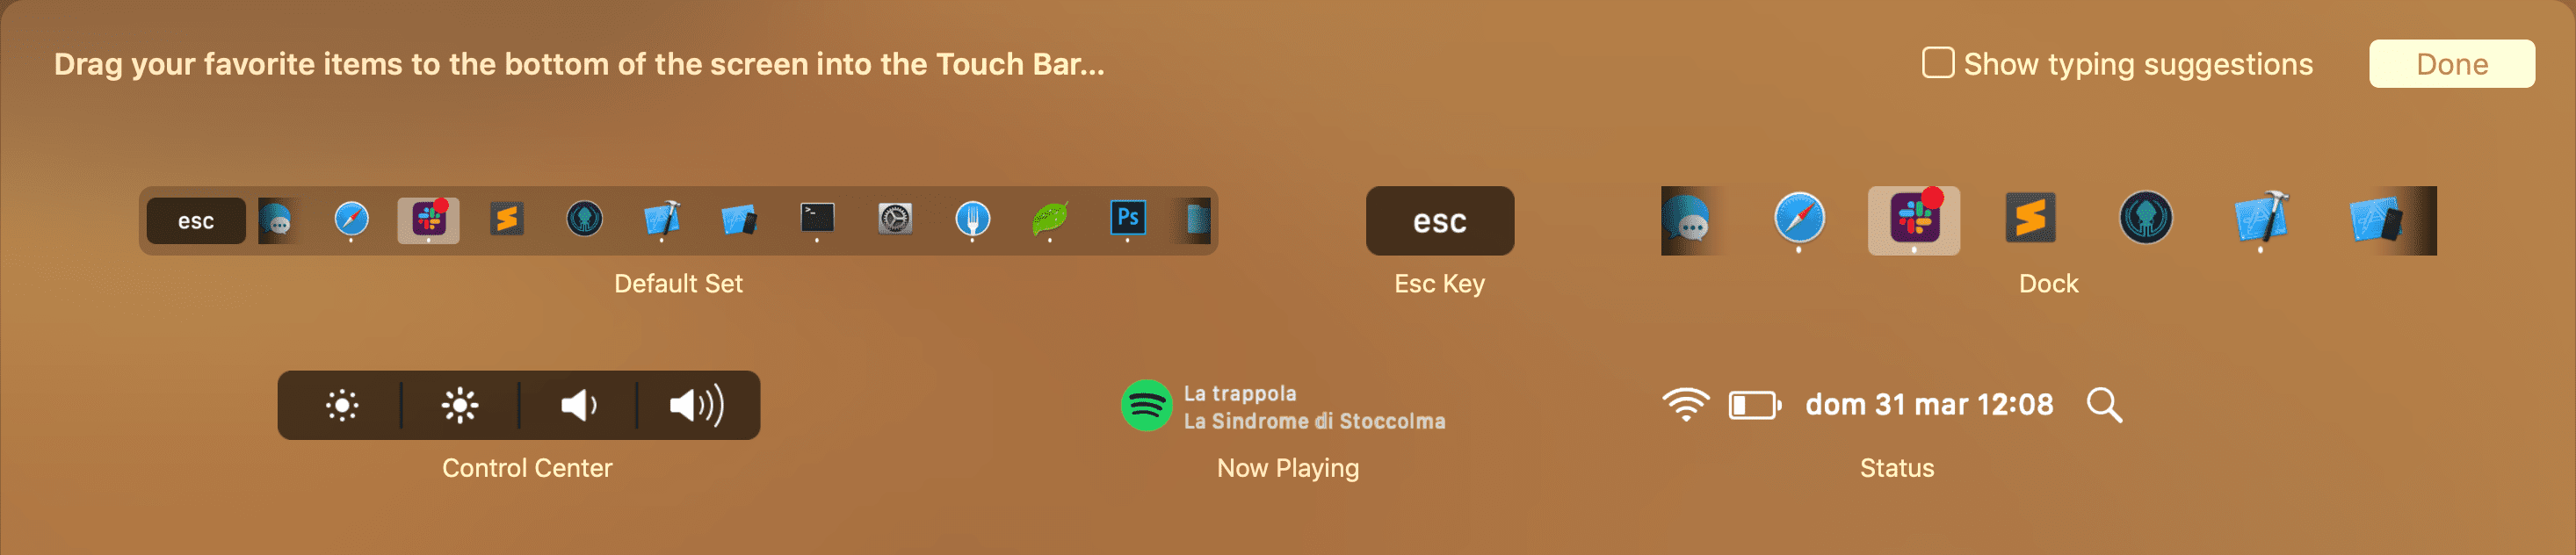 Drag your favorite items to the bottom of the screen into the Touch Bar...
Show typing suggestions
Done
esc
>_
Ps
Default Set
esc
Esc Key
Dock
Control Center
La trappola
La Sindrome di Stoccolma
Now Playing
dom 31 mar 12:08
Status